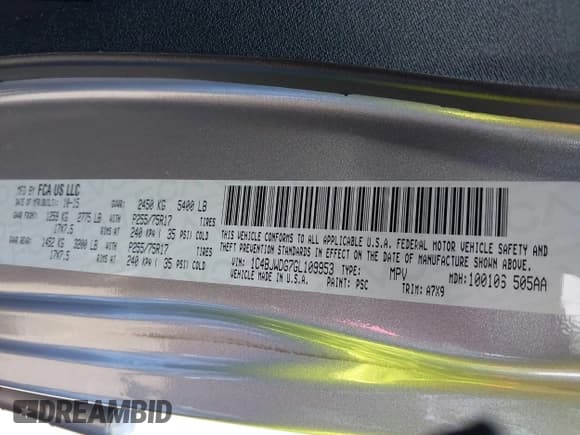 MFD BY FCA US LLC
DATE OF MFR/BUILT: 10-15 GVWR: 2450 KG 5400 LB
GAWR FRONT: 1259 KG 2775 LB WITH P255/75R17 TIRES
17X7.5 RIMS AT 240 KPA ( 35 PSI) COLD
GAWR REAR: 1452 KG 3200 LB WITH P255/75R17 TIRES
17X7.5 RIMS AT 240 KPA ( 35 PSI) COLD
THIS VEHICLE CONFORMS TO ALL APPLICABLE U.S.A. FEDERAL MOTOR VEHICLE SAFETY AND
THEFT PREVENTION STANDARDS IN EFFECT ON THE DATE OF MANUFACTURE SHOWN ABOVE.
VIN: 1C4BJWDG7GL109953 TYPE: MPV MDH: 100106 505AA
VEHICLE MADE IN U.S.A. PAINT: PSC TRIM: A7X9
DREAMBID